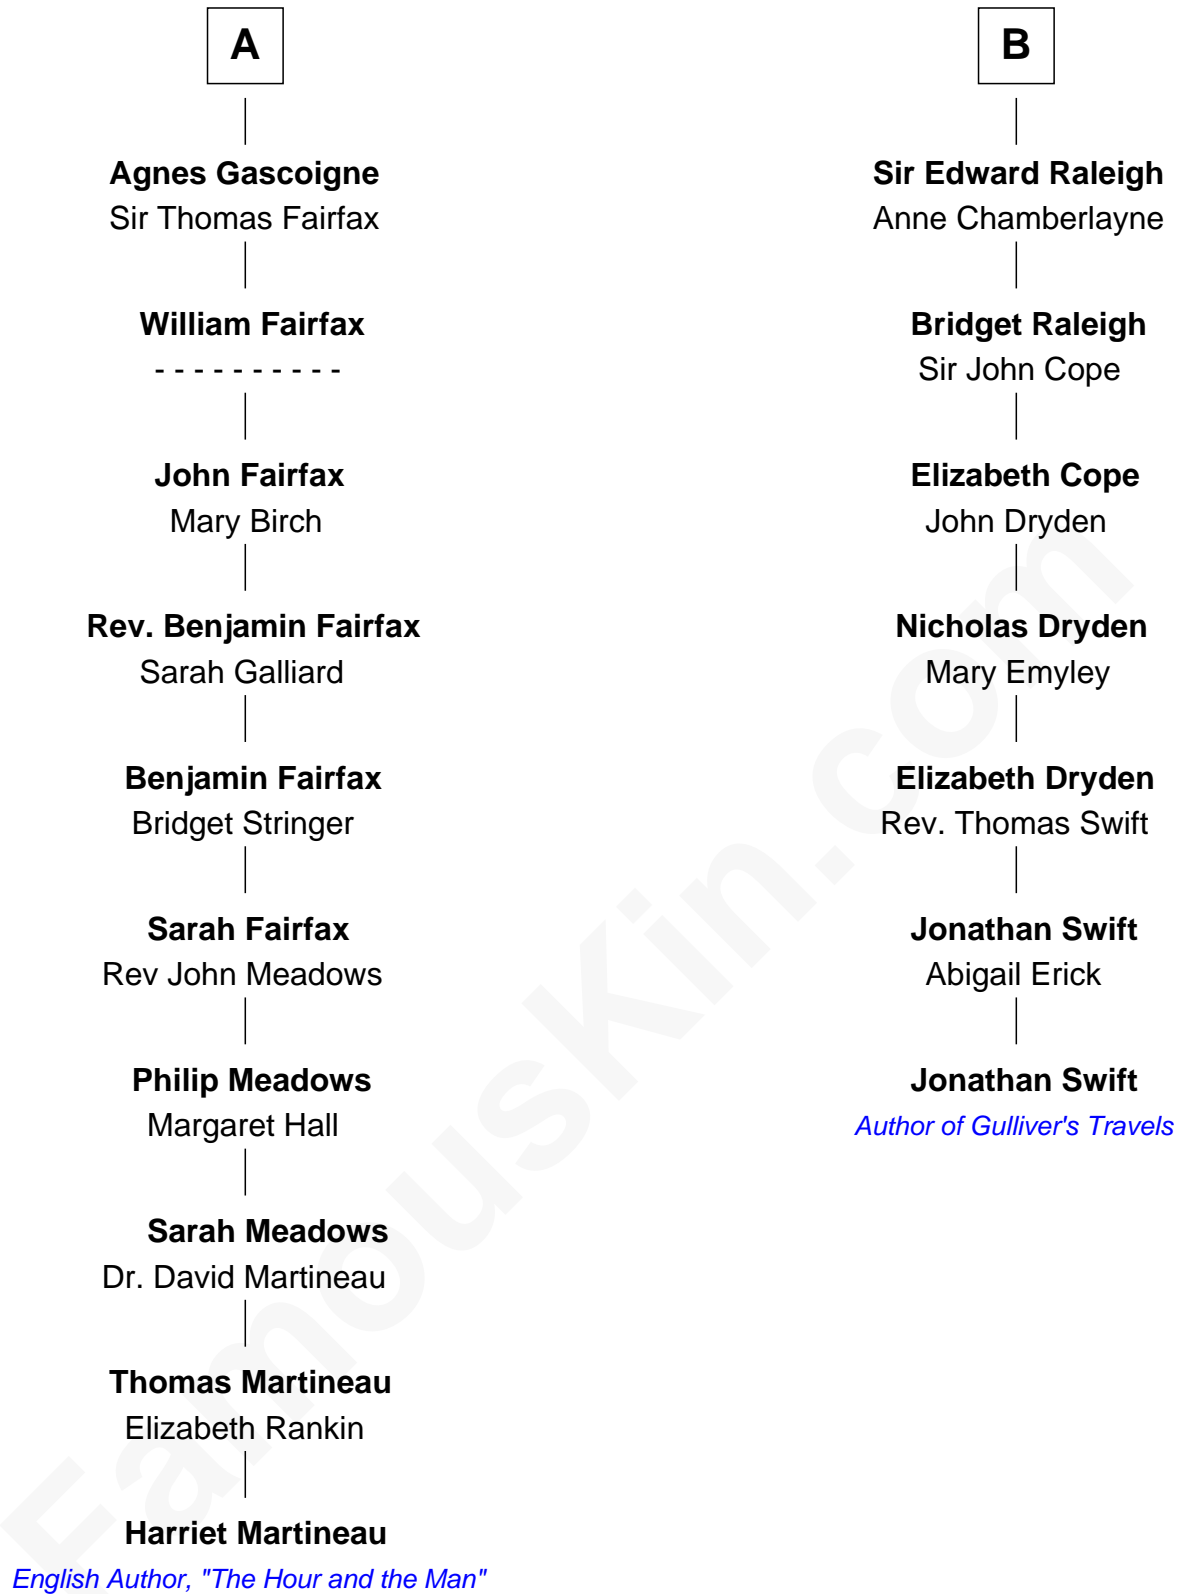 A
Agnes Gascoigne
Sir Thomas Fairfax
William Fairfax
- - - - - - - - - -
John Fairfax
Mary Birch
Rev. Benjamin Fairfax
Sarah Galliard
Benjamin Fairfax
Bridget Stringer
Sarah Fairfax
Rev John Meadows
Philip Meadows
Margaret Hall
Sarah Meadows
Dr. David Martineau
Thomas Martineau
Elizabeth Rankin
Harriet Martineau
English Author, "The Hour and the Man"
B
Sir Edward Raleigh
Anne Chamberlayne
Bridget Raleigh
Sir John Cope
Elizabeth Cope
John Dryden
Nicholas Dryden
Mary Emyley
Elizabeth Dryden
Rev. Thomas Swift
Jonathan Swift
Abigail Erick
Jonathan Swift
Author of Gulliver's Travels
FamousKin.com